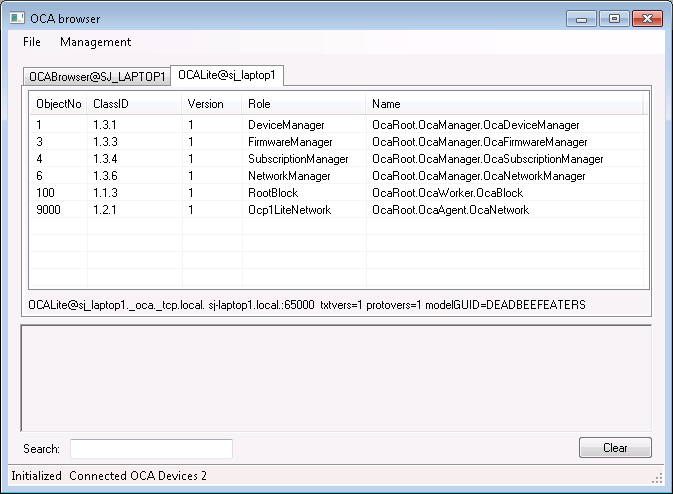 OCA browser
File Management
OCABrowser@SJ_LAPTOP1 OCALite@sj_laptop1
ObjectNo ClassID Version Role Name
1 1.3.1 1 DeviceManager OcaRoot.OcaManager.OcaDeviceManager
3 1.3.3 1 FirmwareManager OcaRoot.OcaManager.OcaFirmwareManager
4 1.3.4 1 SubscriptionManager OcaRoot.OcaManager.OcaSubscriptionManager
6 1.3.6 1 NetworkManager OcaRoot.OcaManager.OcaNetworkManager
100 1.1.3 1 RootBlock OcaRoot.OcaWorker.OcaBlock
9000 1.2.1 1 Ocp1LiteNetwork OcaRoot.OcaAgent.OcaNetwork
OCALite@sj_laptop1._oca._tcp.local. sj-laptop1.local.:65000 txtvers=1 protovers=1 modelGUID=DEADBEEFEATERS
Search: Clear
Initialized Connected OCA Devices 2